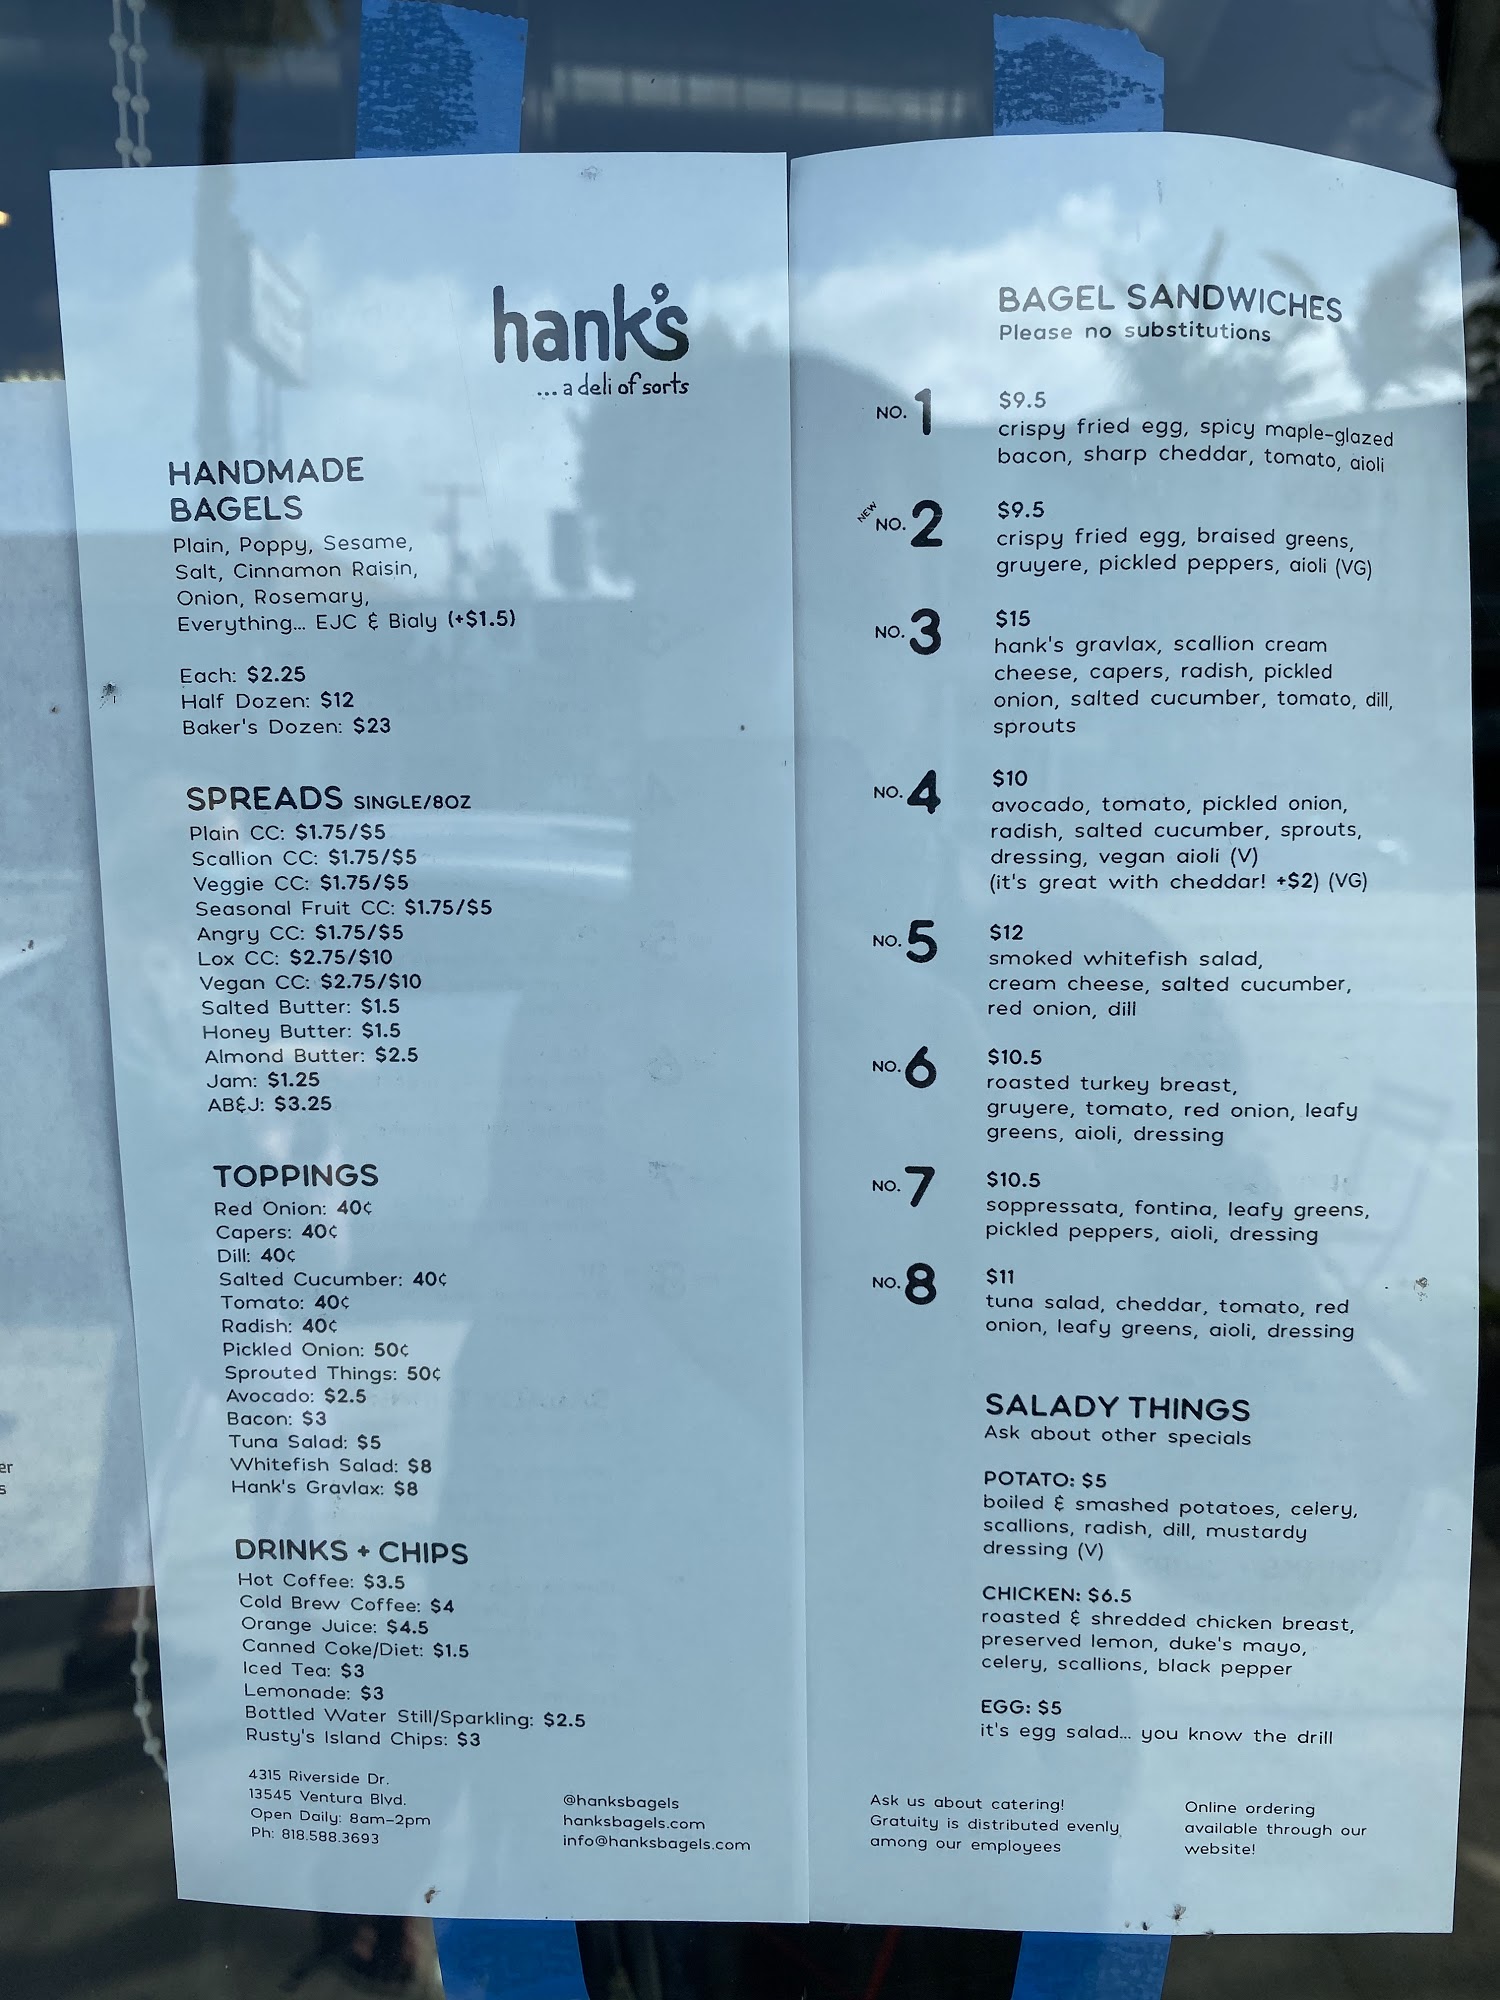 hank's
... a deli of sorts
HANDMADE
BAGELS
Plain, Poppy, Sesame,
Salt, Cinnamon Raisin,
Onion, Rosemary,
Everything... EJC & Bialy (+$1.5)
Each: $2.25
Half Dozen: $12
Baker's Dozen: $23
SPREADS SINGLE/8OZ
Plain CC: $1.75/$5
Scallion CC: $1.75/$5
Veggie CC: $1.75/$5
Seasonal Fruit CC: $1.75/$5
Angry CC: $1.75/$5
Lox CC: $2.75/$10
Vegan CC: $2.75/$10
Salted Butter: $1.5
Honey Butter: $1.5
Almond Butter: $2.5
Jam: $1.25
AB&J: $3.25
TOPPINGS
Red Onion: 40¢
Capers: 40¢
Dill: 40¢
Salted Cucumber: 40¢
Tomato: 40¢
Radish: 40¢
Pickled Onion: 50¢
Sprouted Things: 50¢
Avocado: $2.5
Bacon: $3
Tuna Salad: $5
Whitefish Salad: $8
Hank's Gravlax: $8
DRINKS + CHIPS
Hot Coffee: $3.5
Cold Brew Coffee: $4
Orange Juice: $4.5
Canned Coke/Diet: $1.5
Iced Tea: $3
Lemonade: $3
Bottled Water Still/Sparkling: $2.5
Rusty's Island Chips: $3
4315 Riverside Dr.
13545 Ventura Blvd.
Open Daily: 8am-2pm
Ph: 818.588.3693
@hanksbagels
hanksbagels.com
info@hanksbagels.com
BAGEL SANDWICHES
Please no substitutions
NO. 1
$9.5
crispy fried egg, spicy maple-glazed
bacon, sharp cheddar, tomato, aioli
NEW
NO. 2
$9.5
crispy fried egg, braised greens,
gruyere, pickled peppers, aioli (VG)
NO. 3
$15
hank's gravlax, scallion cream
cheese, capers, radish, pickled
onion, salted cucumber, tomato, dill,
sprouts
NO. 4
$10
avocado, tomato, pickled onion,
radish, salted cucumber, sprouts,
dressing, vegan aioli (V)
(it's great with cheddar! +$2) (VG)
NO. 5
$12
smoked whitefish salad,
cream cheese, salted cucumber,
red onion, dill
NO. 6
$10.5
roasted turkey breast,
gruyere, tomato, red onion, leafy
greens, aioli, dressing
NO. 7
$10.5
soppressata, fontina, leafy greens,
pickled peppers, aioli, dressing
NO. 8
$11
tuna salad, cheddar, tomato, red
onion, leafy greens, aioli, dressing
SALADY THINGS
Ask about other specials
POTATO: $5
boiled & smashed potatoes, celery,
scallions, radish, dill, mustardy
dressing (V)
CHICKEN: $6.5
roasted & shredded chicken breast,
preserved lemon, duke's mayo,
celery, scallions, black pepper
EGG: $5
it's egg salad... you know the drill
Ask us about catering!
Gratuity is distributed evenly
among our employees
Online ordering
available through our
website!